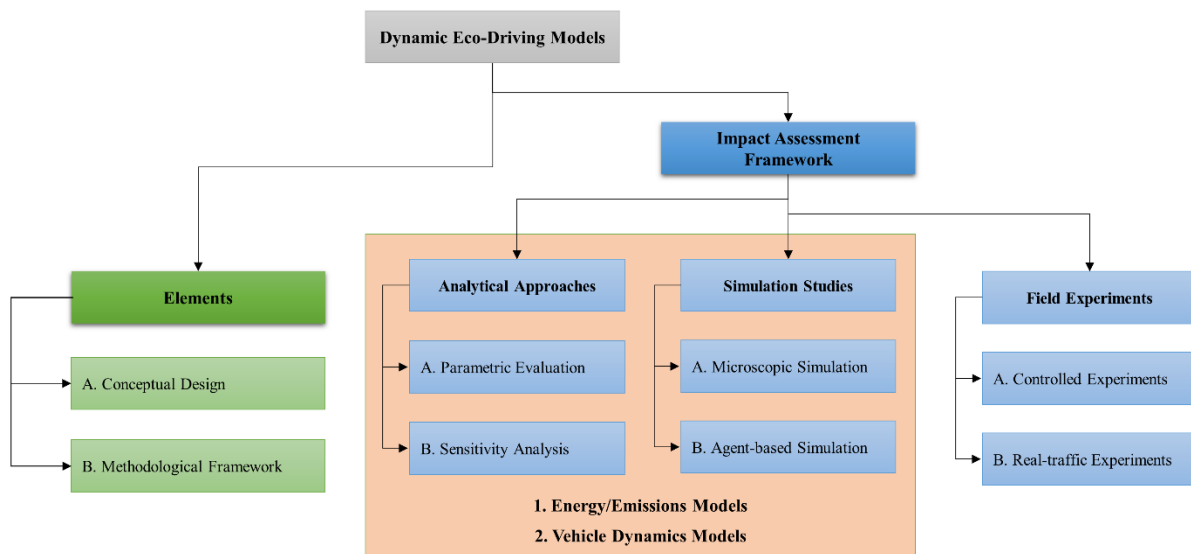 Dynamic Eco-Driving Models
Impact Assessment
Framework
Elements
A. Conceptual Design
B. Methodological Framework
Analytical Approaches
A. Parametric Evaluation
B. Sensitivity Analysis
Simulation Studies
A. Microscopic Simulation
B. Agent-based Simulation
1. Energy/Emissions Models
2. Vehicle Dynamics Models
Field Experiments
A. Controlled Experiments
B. Real-traffic Experiments